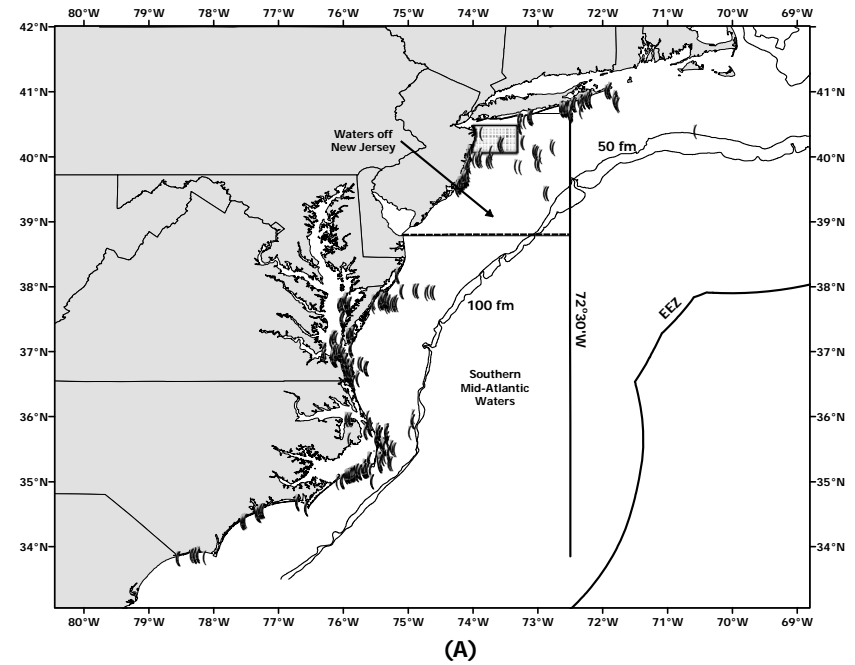 80°W 79°W 78°W 77°W 76°W 75°W 74°W 73°W 72°W 71°W 70°W 69°W
42°N 42°N
41°N 41°N
Waters off
New Jersey
50 fm
40°N 40°N
39°N 39°N
38°N 38°N
100 fm
72°30'W
EEZ
37°N 37°N
Southern
Mid-Atlantic
Waters
36°N 36°N
35°N 35°N
34°N 34°N
80°W 79°W 78°W 77°W 76°W 75°W 74°W 73°W 72°W 71°W 70°W 69°W
(A)